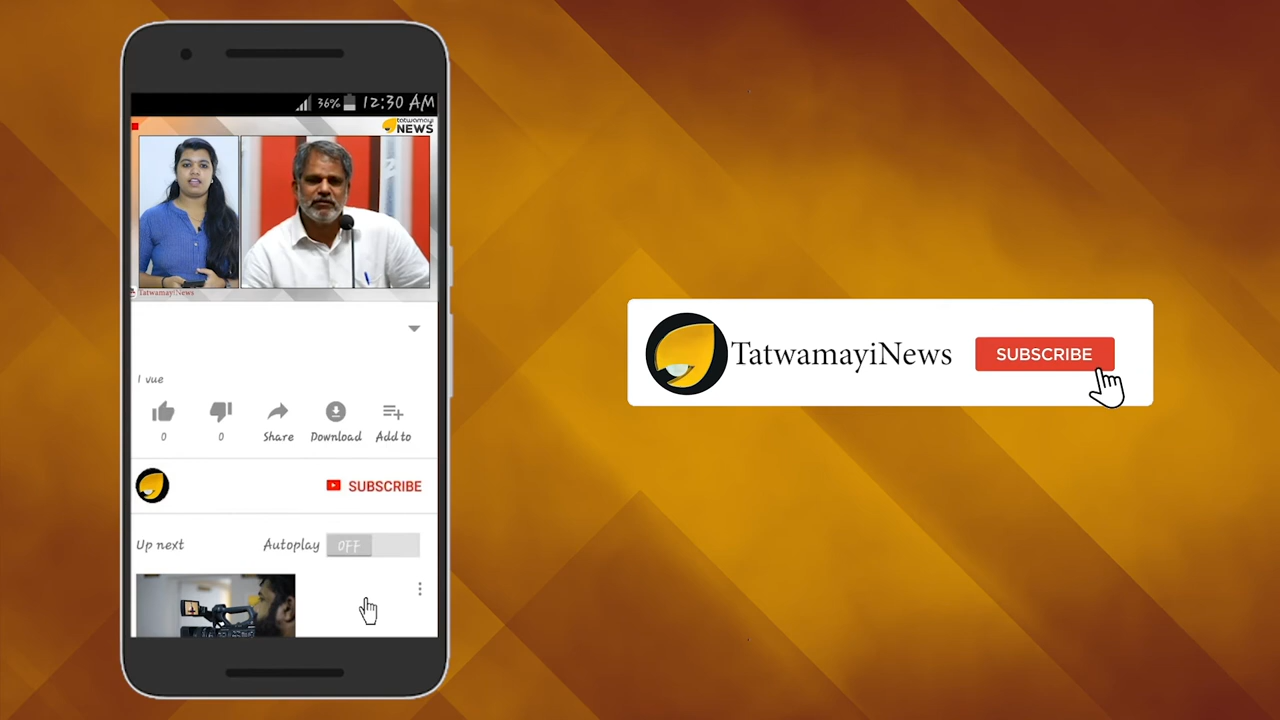 36% 12:30 AM
tatwamayi
NEWS
TatwamayiNews
1 vue
0 0 Share Download Add to
SUBSCRIBE
Up next Autoplay OFF
TatwamayiNews SUBSCRIBE